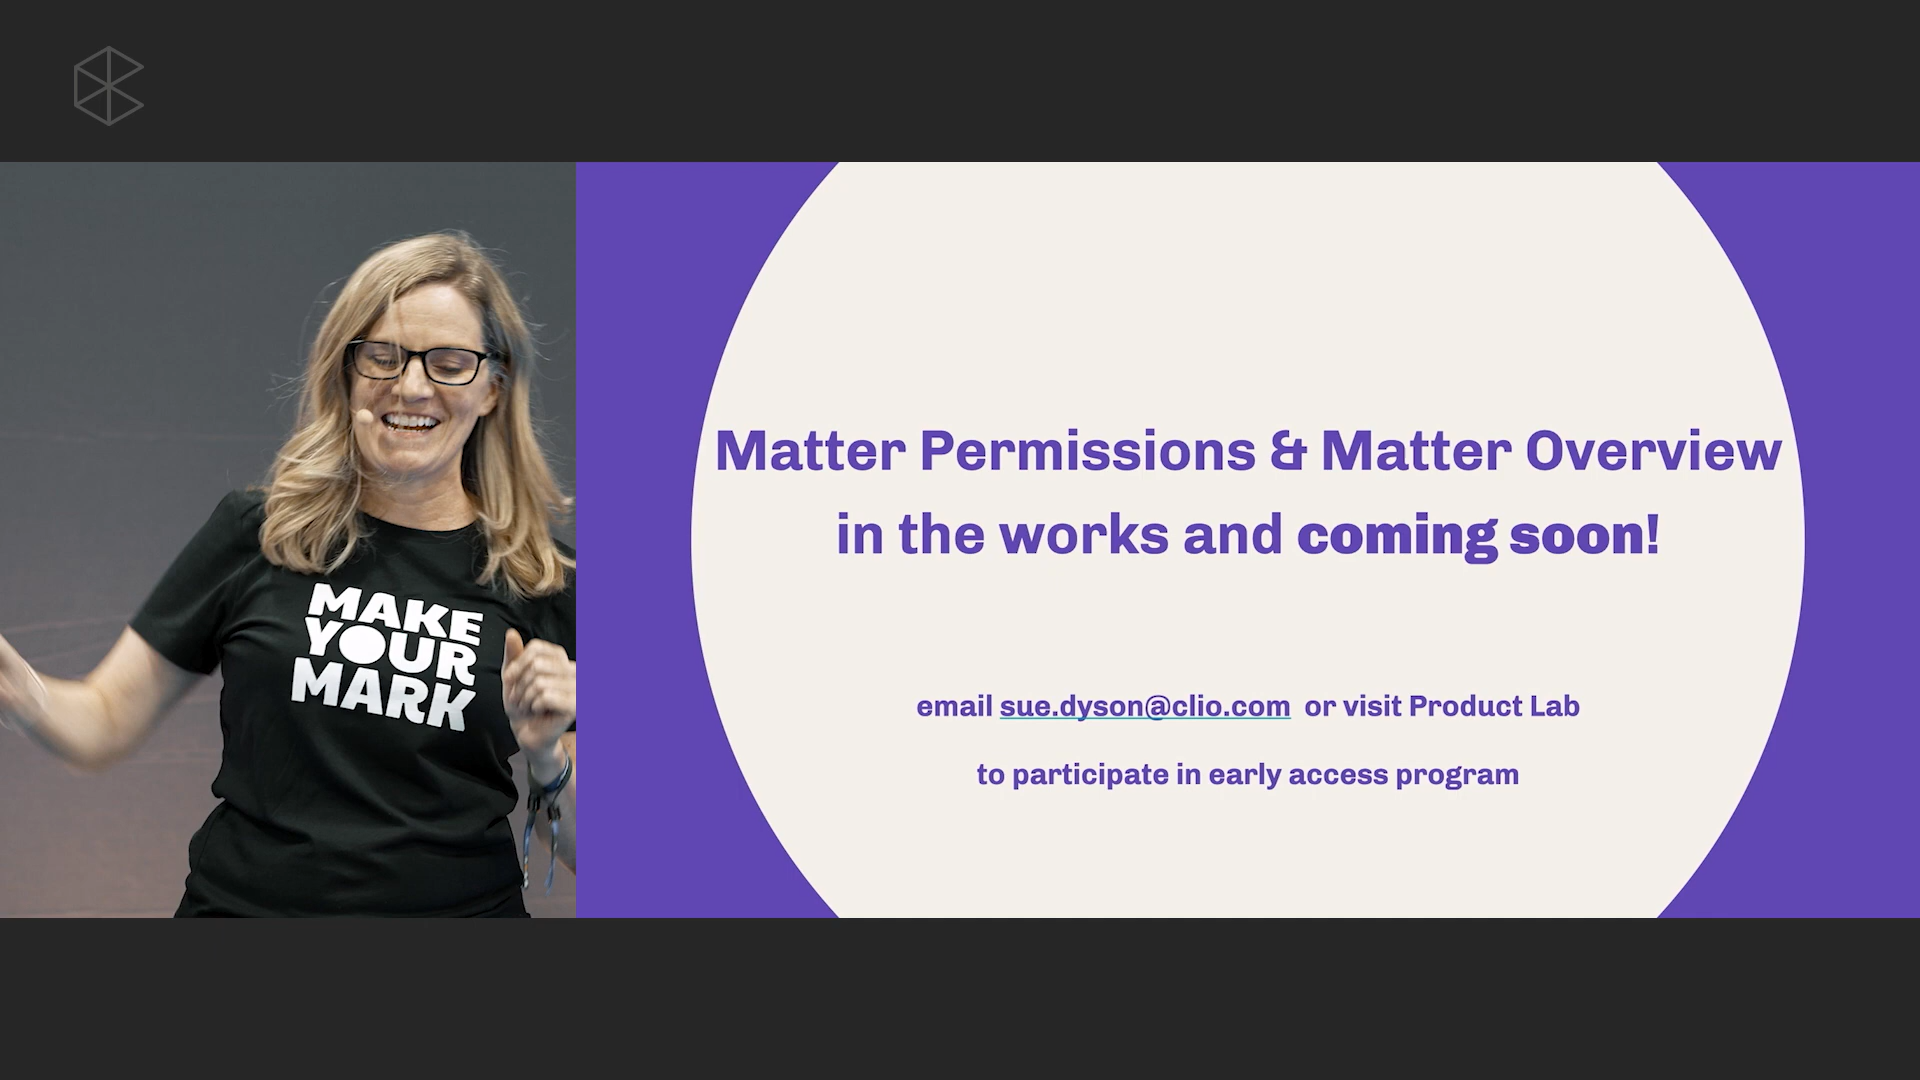 MAKE
YOUR
MARK
Matter Permissions & Matter Overview
in the works and coming soon!
email sue.dyson@clio.com or visit Product Lab
to participate in early access program